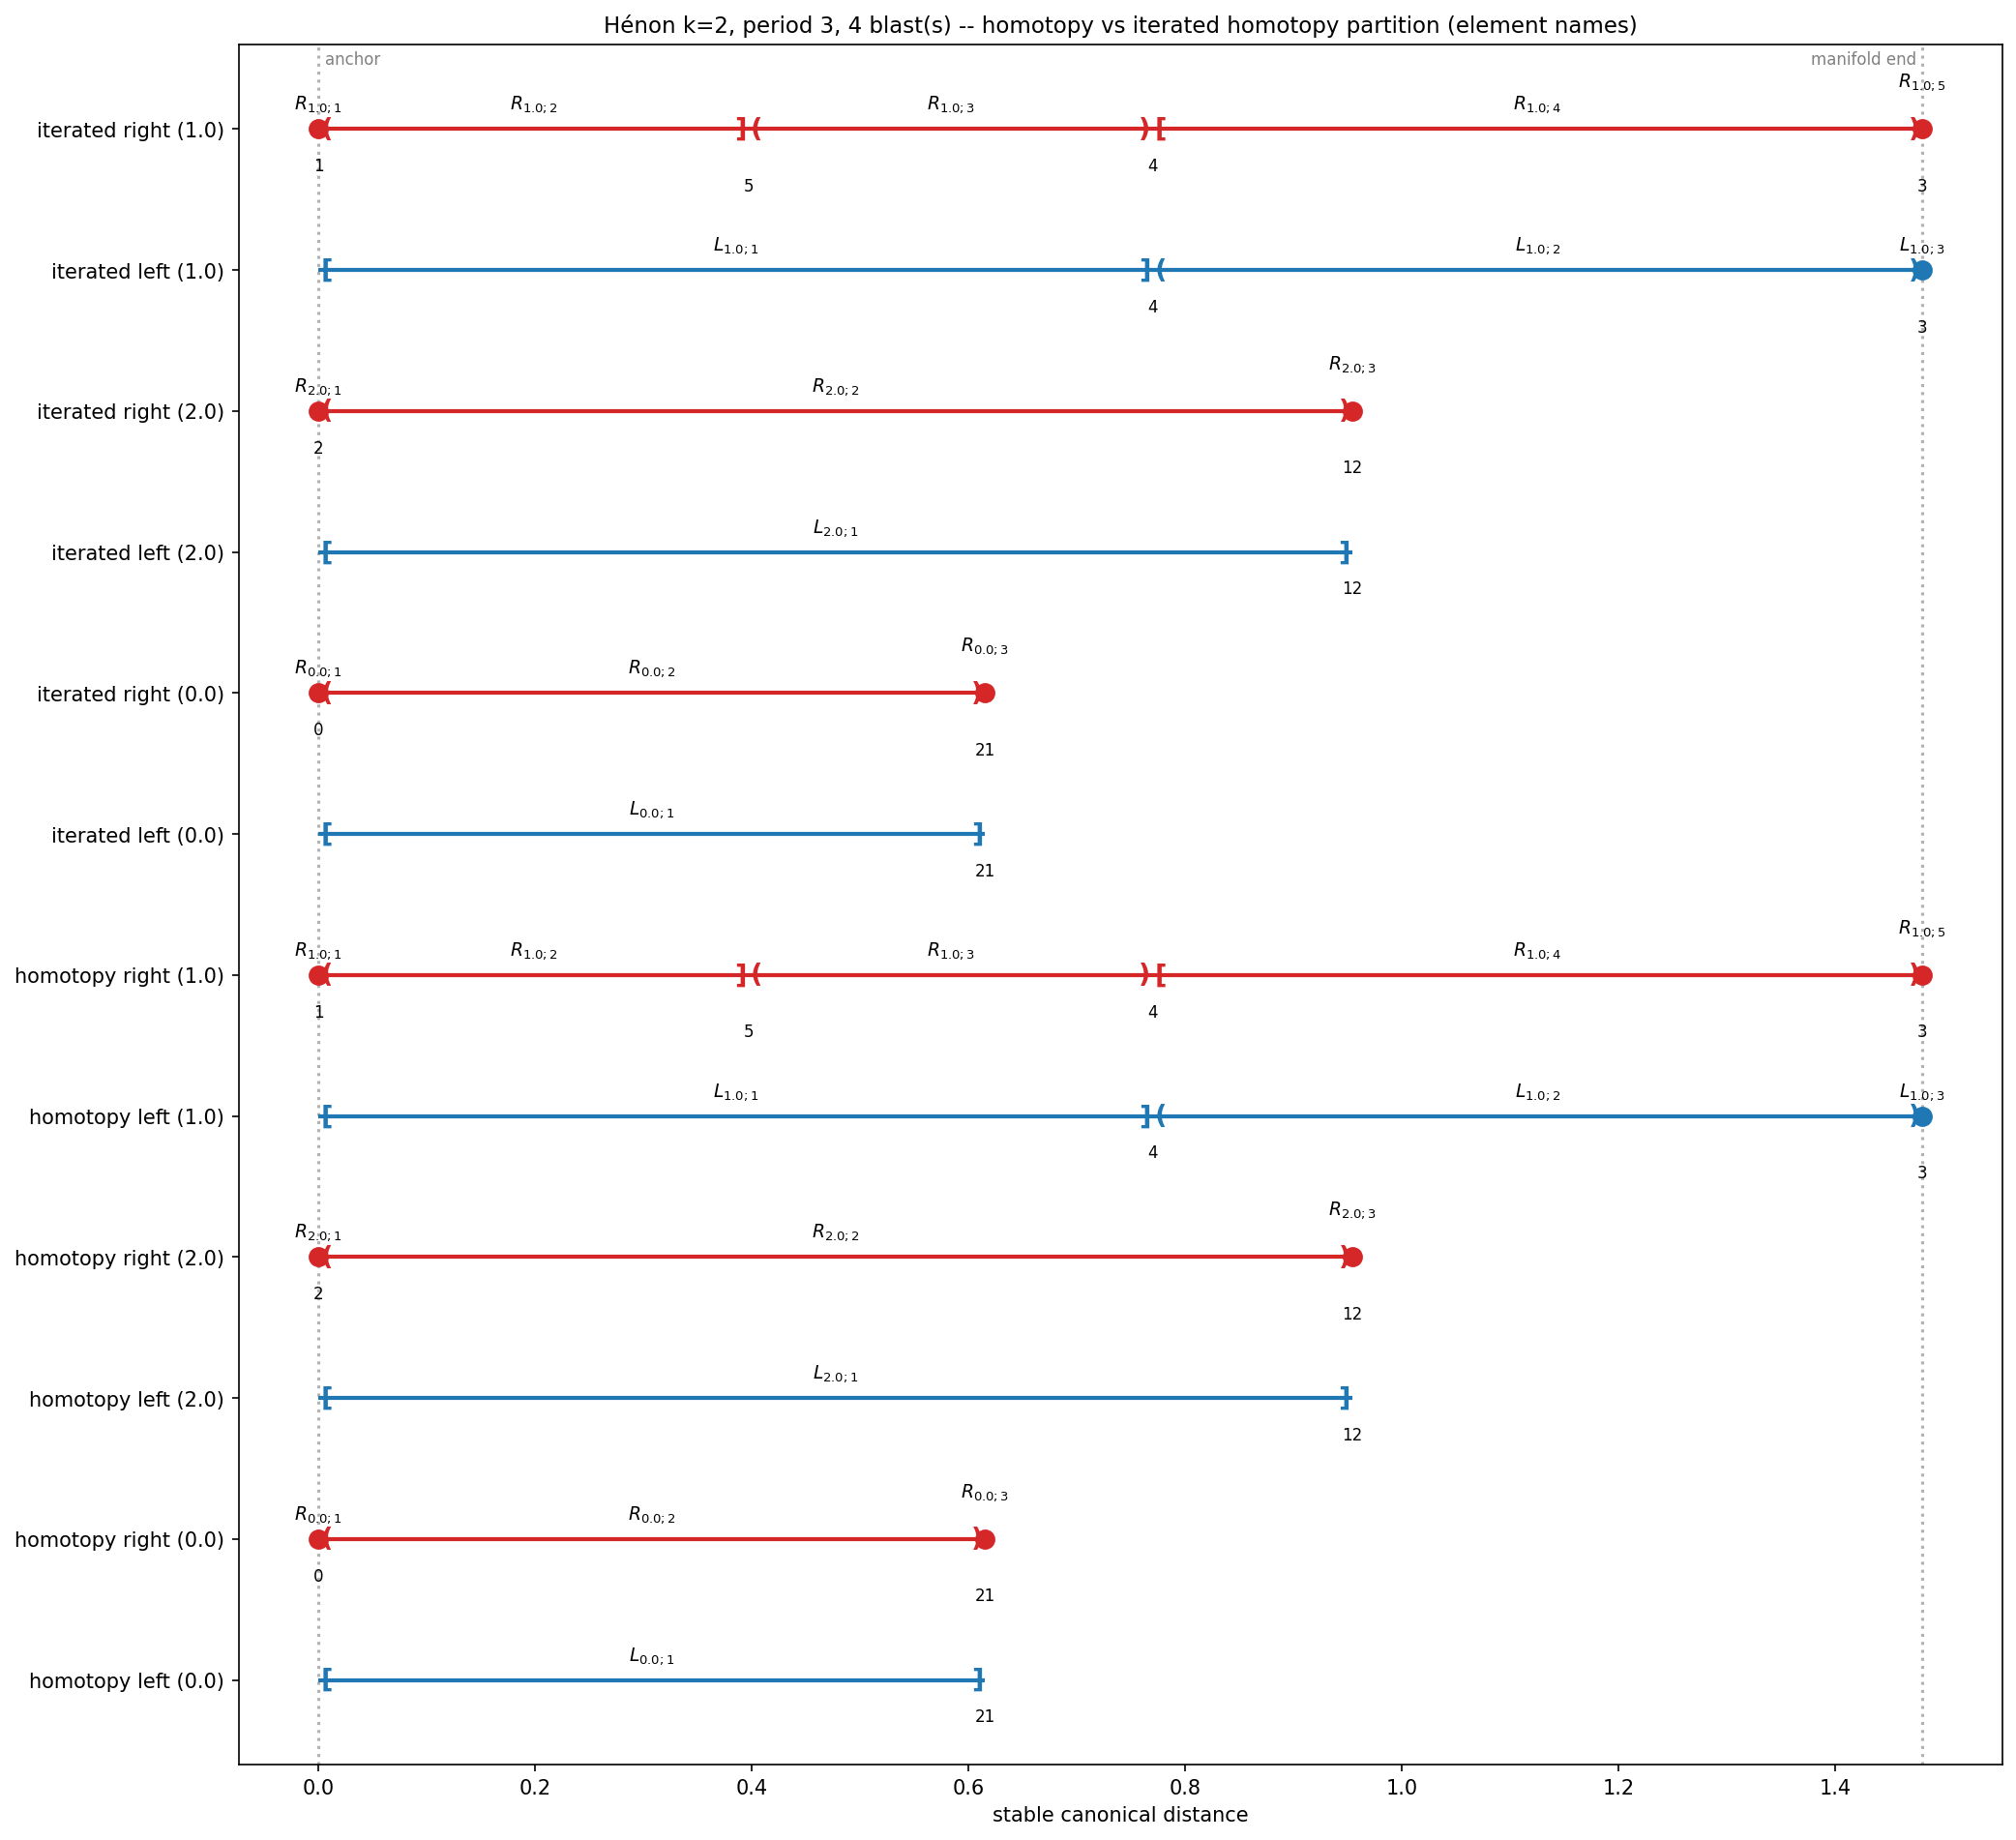 Hénon k=2, period 3, 4 blast(s) -- homotopy vs iterated homotopy partition (element names)
anchor manifold end
R1.0;5
R1.0;1 R1.0;2 R1.0;3 R1.0;4
iterated right (1.0) ( ] ( ) [ )
1 4
5 3
L1.0;1 L1.0;2 L1.0;3
iterated left (1.0) [ ] ( )
4
3
R2.0;3
R2.0;1 R2.0;2
iterated right (2.0) ( )
2
12
L2.0;1
iterated left (2.0) [ ]
12
R0.0;3
R0.0;1 R0.0;2
iterated right (0.0) ( )
0
21
L0.0;1
iterated left (0.0) [ ]
21
R1.0;5
R1.0;1 R1.0;2 R1.0;3 R1.0;4
homotopy right (1.0) ( ] ( ) [ )
1 4
5 3
L1.0;1 L1.0;2 L1.0;3
homotopy left (1.0) [ ] ( )
4
3
R2.0;3
R2.0;1 R2.0;2
homotopy right (2.0) ( )
2
12
L2.0;1
homotopy left (2.0) [ ]
12
R0.0;3
R0.0;1 R0.0;2
homotopy right (0.0) ( )
0
21
L0.0;1
homotopy left (0.0) [ ]
21
0.0 0.2 0.4 0.6 0.8 1.0 1.2 1.4
stable canonical distance